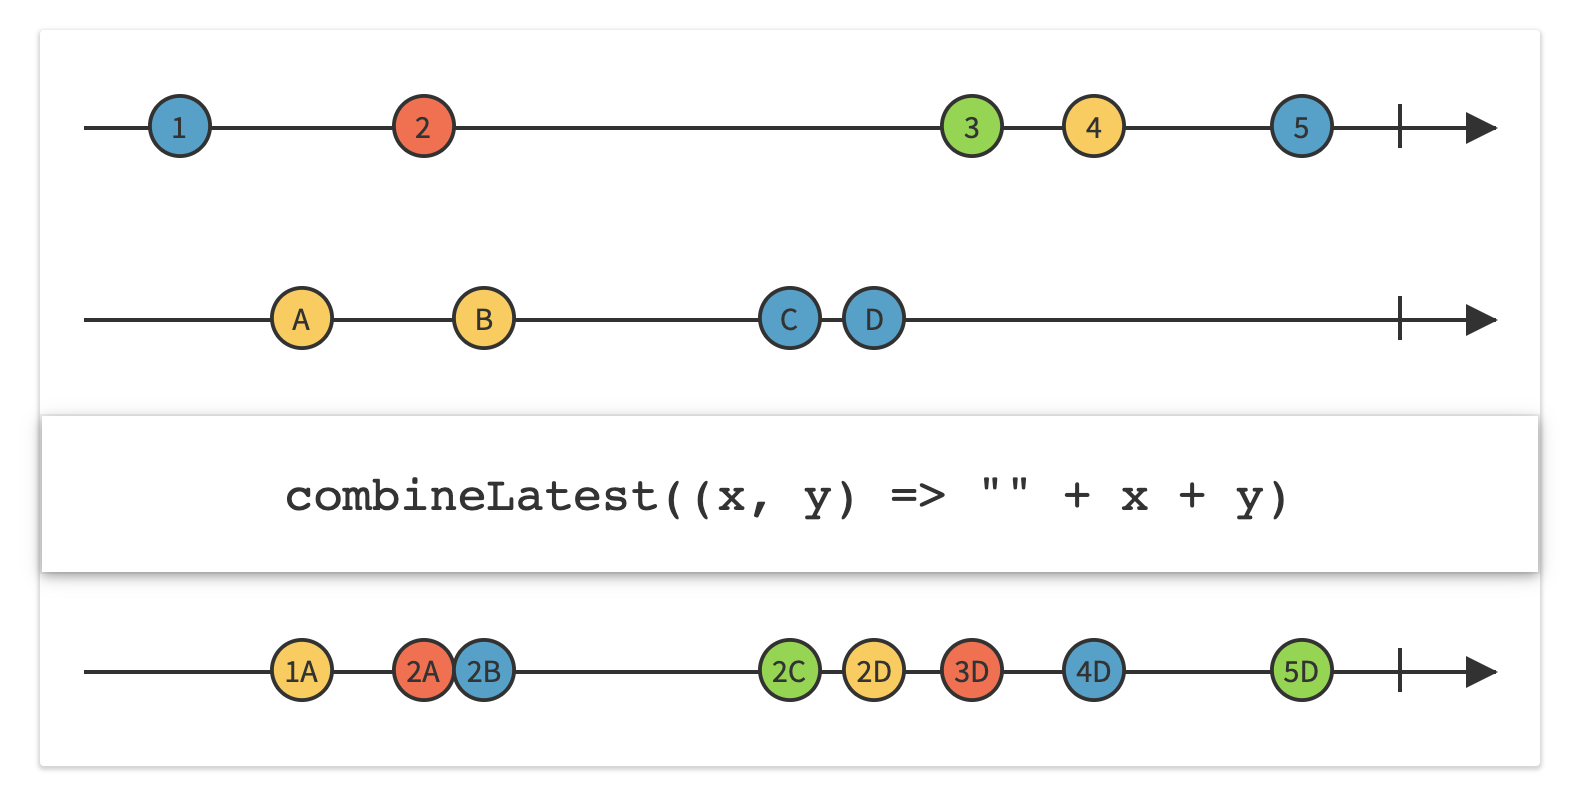 1 2 3 4 5
A B C D
combineLatest((x, y) => "" + x + y)
1A 2A 2B 2C 2D 3D 4D 5D